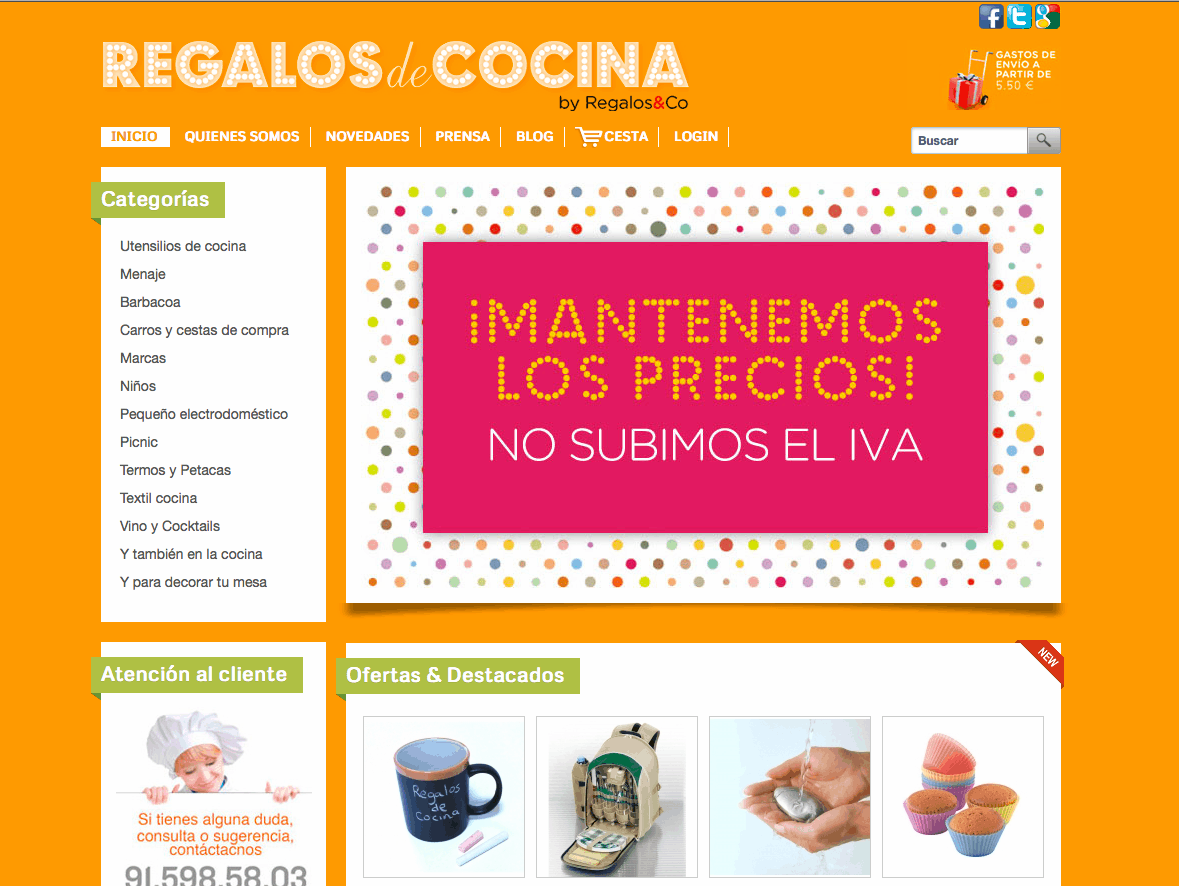 GASTOS DE
ENVÍO A
PARTIR DE
5.50 €
REGALOS de COCINA
by Regalos&Co
INICIO QUIENES SOMOS NOVEDADES PRENSA BLOG CESTA LOGIN
Buscar
Categorías
Utensilios de cocina
Menaje
Barbacoa
Carros y cestas de compra
Marcas
Niños
Pequeño electrodoméstico
Picnic
Termos y Petacas
Textil cocina
Vino y Cocktails
Y también en la cocina
Y para decorar tu mesa
¡MANTENEMOS
LOS PRECIOS!
NO SUBIMOS EL IVA
Atención al cliente
Si tienes alguna duda,
consulta o sugerencia,
contáctacnos
91.598.58.03
Ofertas & Destacados
NEW
Regalos
de
Cocina